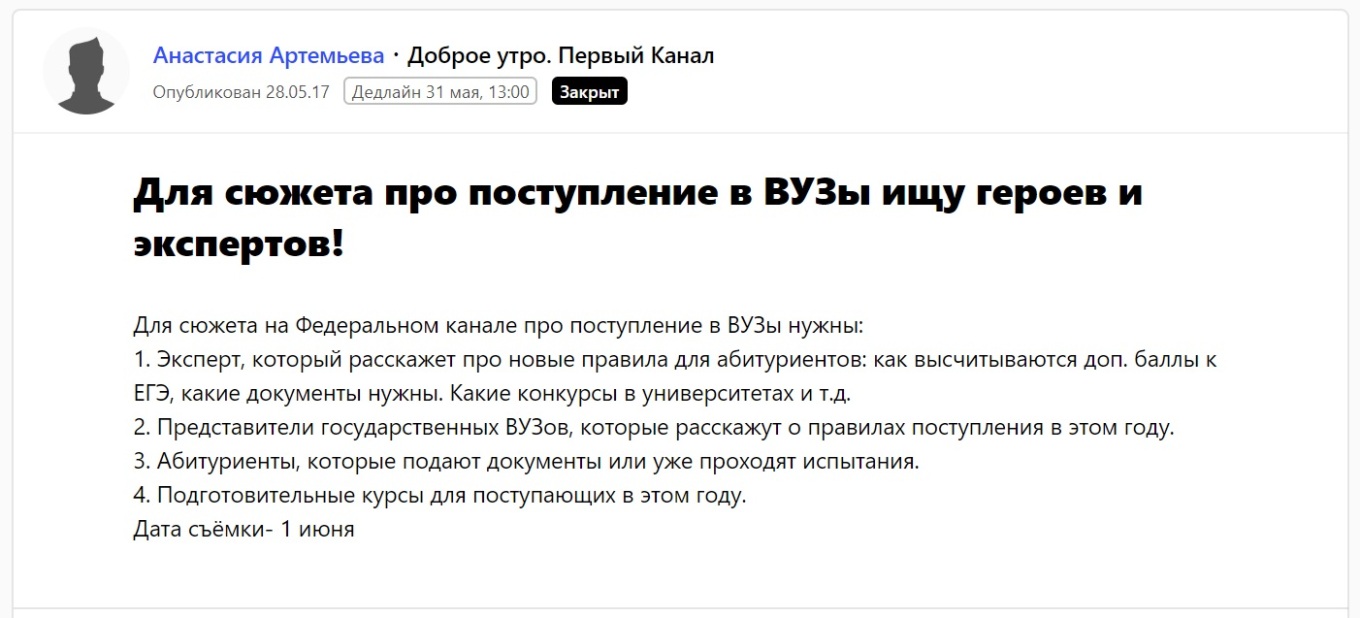 Анастасия Артемьева · Доброе утро. Первый Канал
Опубликован 28.05.17 Дедлайн 31 мая, 13:00 Закрыт
Для сюжета про поступление в ВУЗы ищу героев и
экспертов!
Для сюжета на Федеральном канале про поступление в ВУЗы нужны:
1. Эксперт, который расскажет про новые правила для абитуриентов: как высчитываются доп. баллы к
ЕГЭ, какие документы нужны. Какие конкурсы в университетах и т.д.
2. Представители государственных ВУЗов, которые расскажут о правилах поступления в этом году.
3. Абитуриенты, которые подают документы или уже проходят испытания.
4. Подготовительные курсы для поступающих в этом году.
Дата съёмки- 1 июня